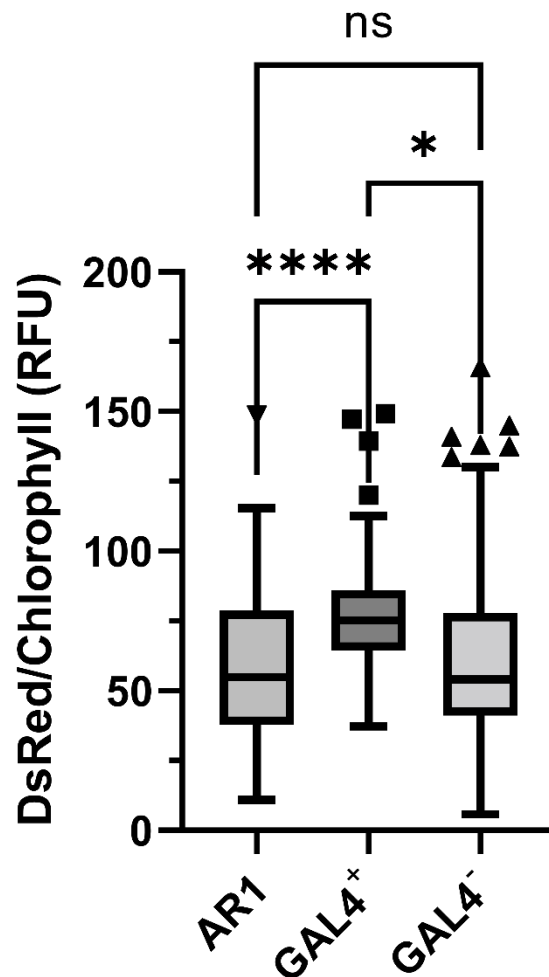 ns
*
****
DsRed/Chlorophyll (RFU)
200
150
100
50
0
AR1
GAL4⁺
GAL4⁻